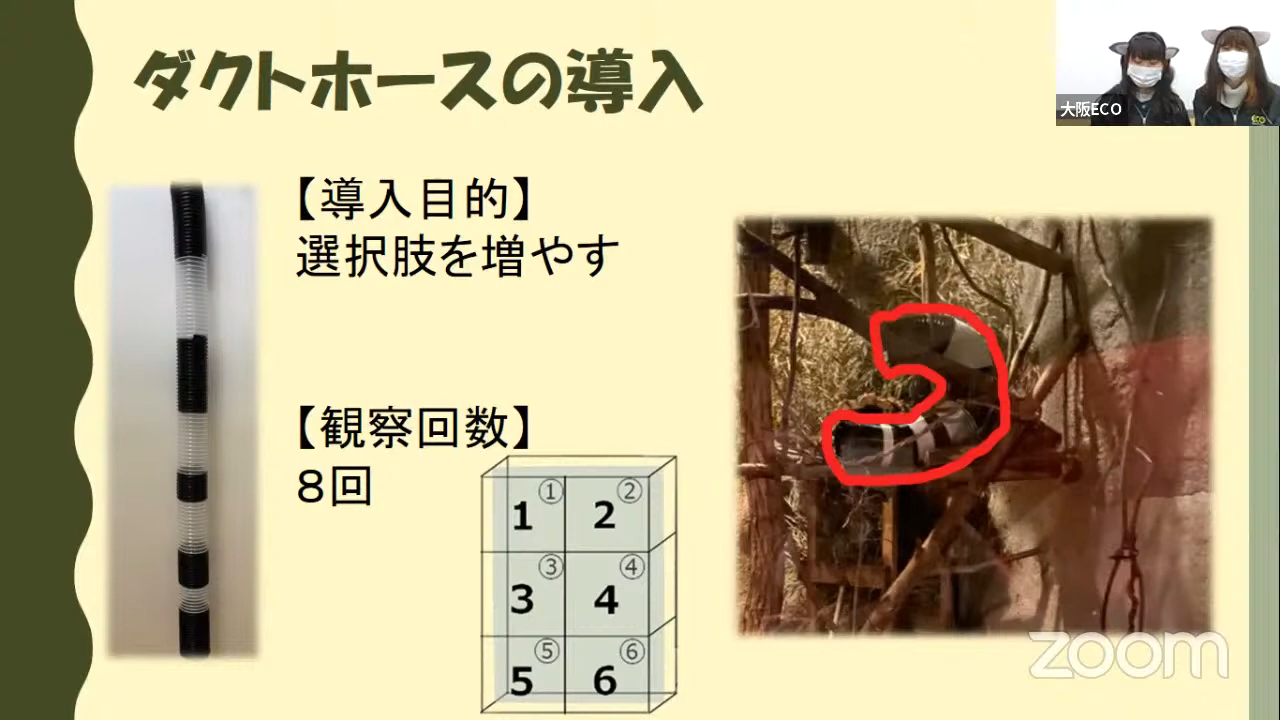 ダクトホースの導入
大阪ECO
【導入目的】
選択肢を増やす
【観察回数】
８回
① ②
1 2
③ ④
3 4
⑤ ⑥
5 6
zoom